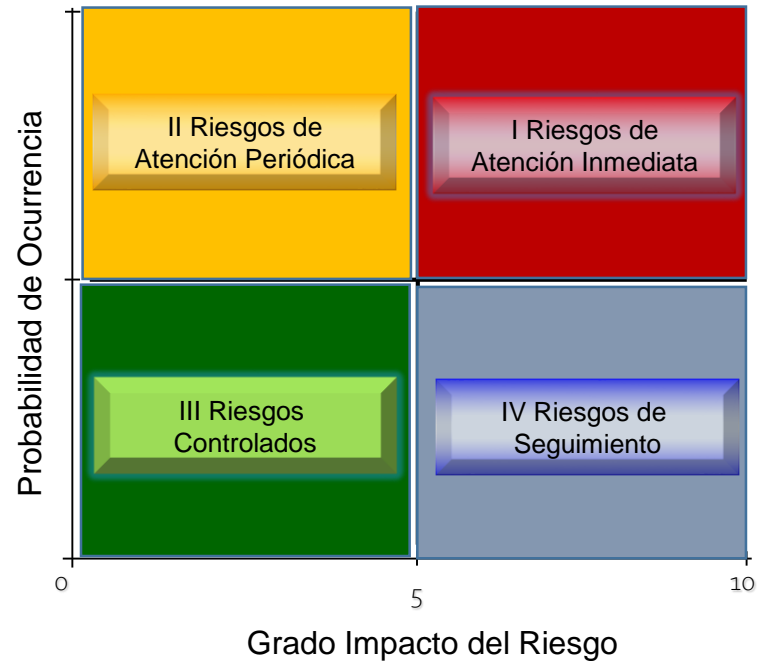 Probabilidad de Ocurrencia
II Riesgos de
Atención Periódica
I Riesgos de
Atención Inmediata
III Riesgos
Controlados
IV Riesgos de
Seguimiento
0
5
10
Grado Impacto del Riesgo